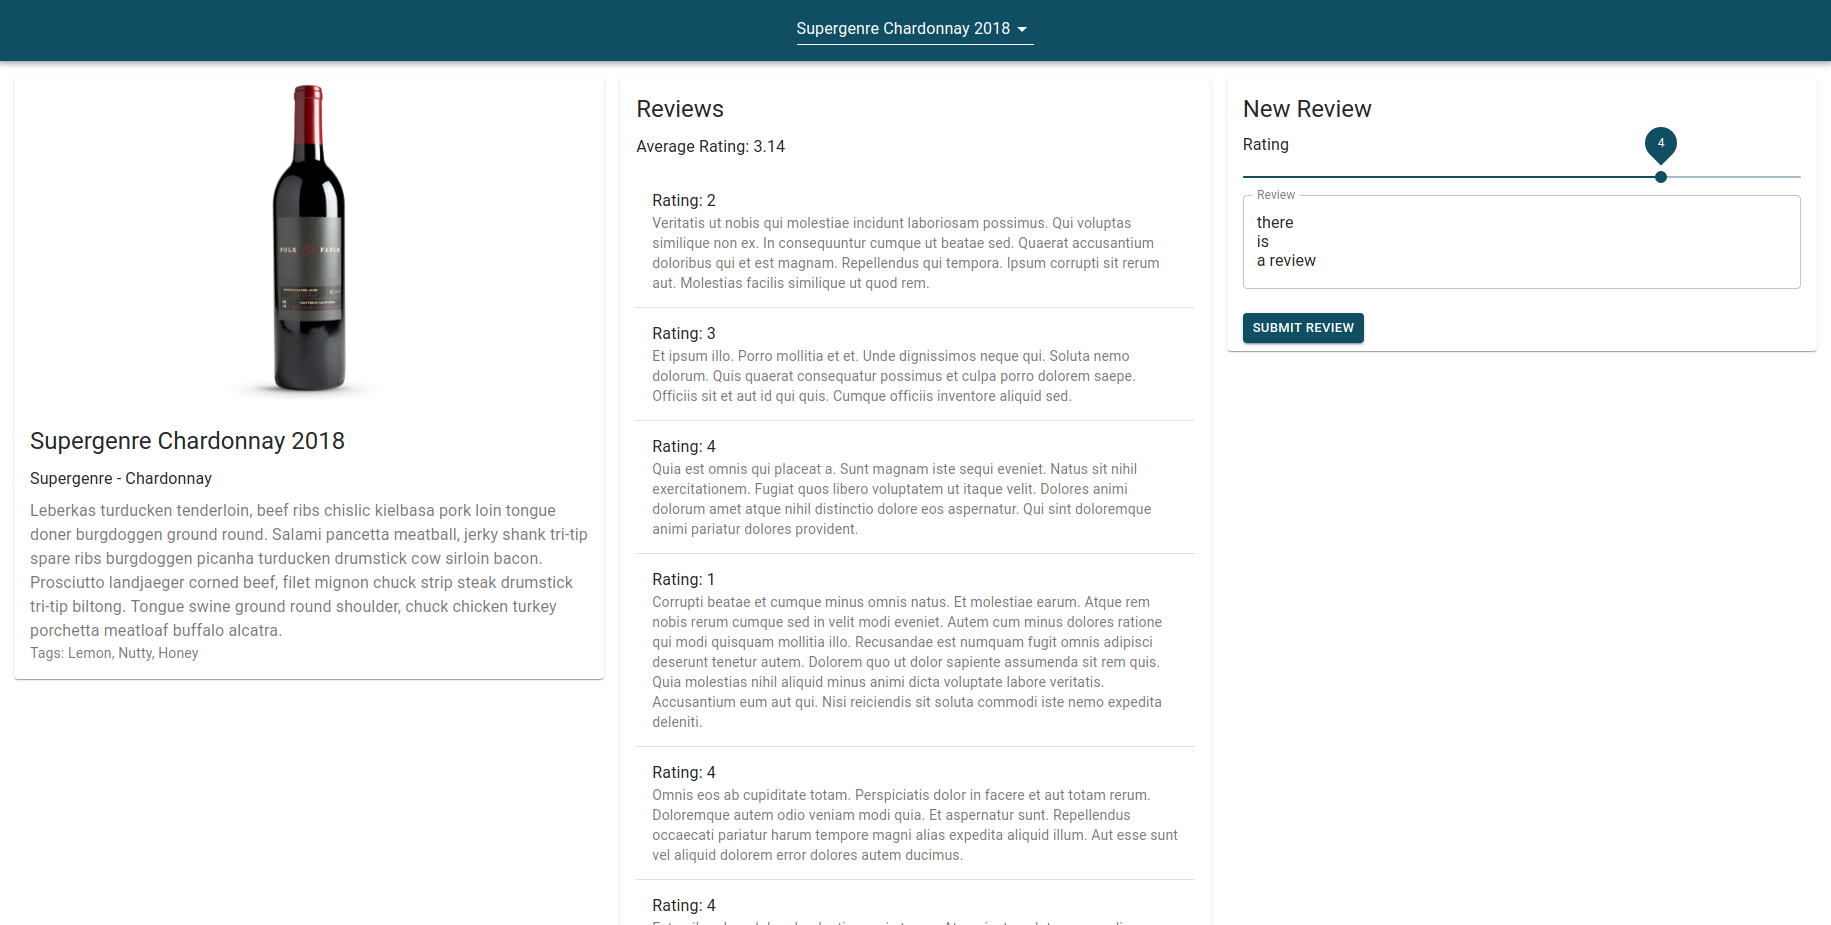 Supergenre Chardonnay 2018
POLE & FABLE
Supergenre Chardonnay 2018
Supergenre - Chardonnay
Leberkas turducken tenderloin, beef ribs chislic kielbasa pork loin tongue
doner burgdoggen ground round. Salami pancetta meatball, jerky shank tri-tip
spare ribs burgdoggen picanha turducken drumstick cow sirloin bacon.
Prosciutto landjaeger corned beef, filet mignon chuck strip steak drumstick
tri-tip biltong. Tongue swine ground round shoulder, chuck chicken turkey
porchetta meatloaf buffalo alcatra.
Tags: Lemon, Nutty, Honey
Reviews
Average Rating: 3.14
Rating: 2
Veritatis ut nobis qui molestiae incidunt laboriosam possimus. Qui voluptas
similique non ex. In consequuntur cumque ut beatae sed. Quaerat accusantium
doloribus qui et est magnam. Repellendus qui tempora. Ipsum corrupti sit rerum
aut. Molestias facilis similique ut quod rem.
Rating: 3
Et ipsum illo. Porro mollitia et et. Unde dignissimos neque qui. Soluta nemo
dolorum. Quis quaerat consequatur possimus et culpa porro dolorem saepe.
Officiis sit et aut id qui quis. Cumque officiis inventore aliquid sed.
Rating: 4
Quia est omnis qui placeat a. Sunt magnam iste sequi eveniet. Natus sit nihil
exercitationem. Fugiat quos libero voluptatem ut itaque velit. Dolores animi
dolorum amet atque nihil distinctio dolore eos aspernatur. Qui sint doloremque
animi pariatur dolores provident.
Rating: 1
Corrupti beatae et cumque minus omnis natus. Et molestiae earum. Atque rem
nobis rerum cumque sed in velit modi eveniet. Autem cum minus dolores ratione
qui modi quisquam mollitia illo. Recusandae est numquam fugit omnis adipisci
deserunt tenetur autem. Dolorem quo ut dolor sapiente assumenda sit rem quis.
Quia molestias nihil aliquid minus animi dicta voluptate labore veritatis.
Accusantium eum aut qui. Nisi reiciendis sit soluta commodi iste nemo expedita
deleniti.
Rating: 4
Omnis eos ab cupiditate totam. Perspiciatis dolor in facere et aut totam rerum.
Doloremque autem odio veniam modi quia. Et aspernatur sunt. Repellendus
occaecati pariatur harum tempore magni alias expedita aliquid illum. Aut esse sunt
vel aliquid dolorem error dolores autem ducimus.
Rating: 4
New Review
Rating
4
Review
there
is
a review
SUBMIT REVIEW